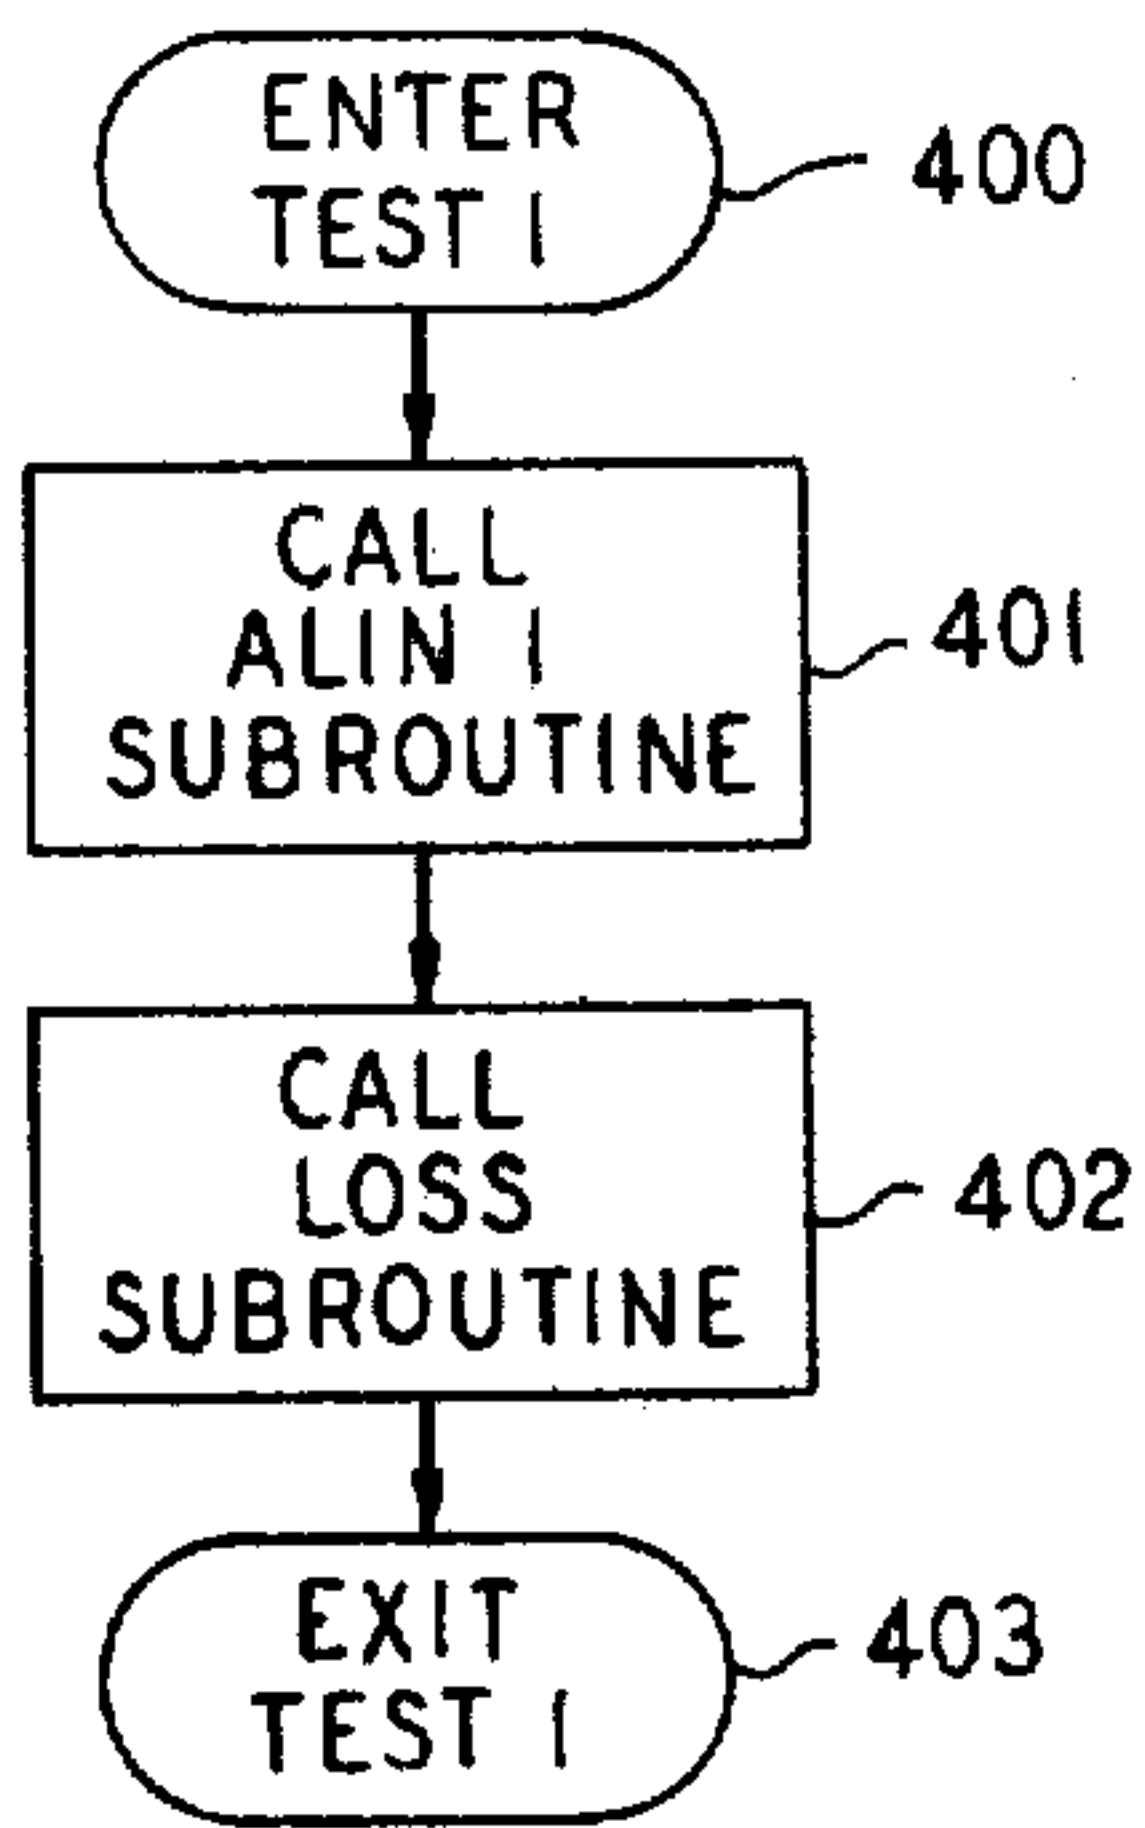 ENTER
TEST 1
400
CALL
ALIN 1
SUBROUTINE
401
CALL
LOSS
SUBROUTINE
402
EXIT
TEST 1
403